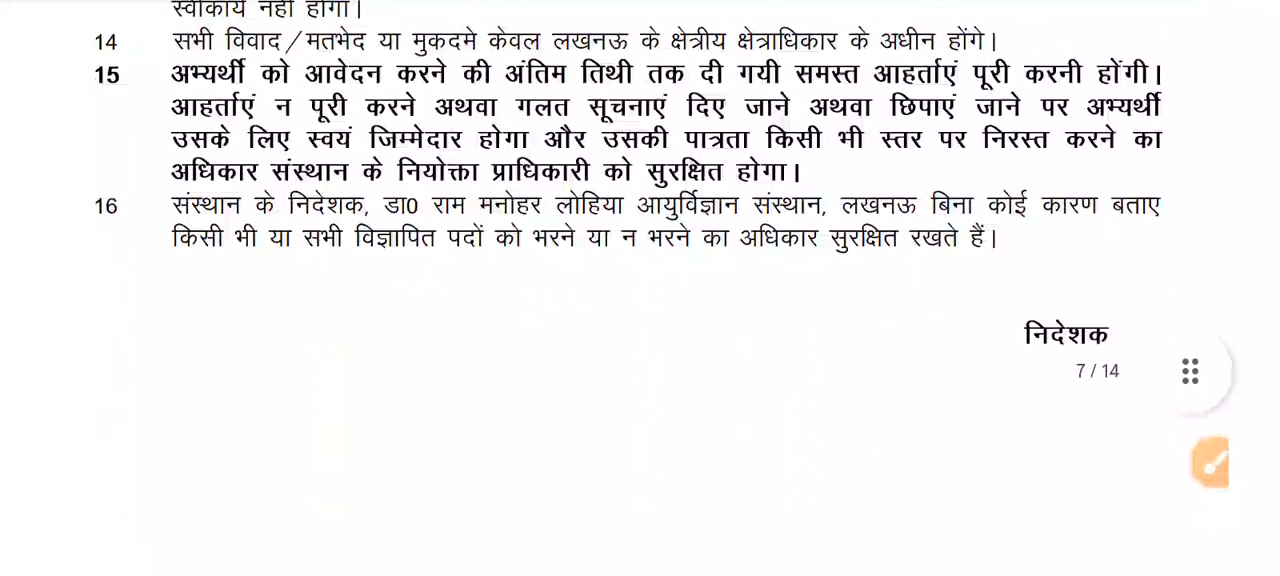 स्वीकार्य नहीं होगा।
14 सभी विवाद/मतभेद या मुकदमे केवल लखनऊ के क्षेत्रीय क्षेत्राधिकार के अधीन होंगे।
15 अभ्यर्थी को आवेदन करने की अंतिम तिथी तक दी गयी समस्त आहर्ताएं पूरी करनी होंगी।
आहर्ताएं न पूरी करने अथवा गलत सूचनाएं दिए जाने अथवा छिपाएं जाने पर अभ्यर्थी
उसके लिए स्वयं जिम्मेदार होगा और उसकी पात्रता किसी भी स्तर पर निरस्त करने का
अधिकार संस्थान के नियोक्ता प्राधिकारी को सुरक्षित होगा।
16 संस्थान के निदेशक, डा0 राम मनोहर लोहिया आयुर्विज्ञान संस्थान, लखनऊ बिना कोई कारण बताए
किसी भी या सभी विज्ञापित पदों को भरने या न भरने का अधिकार सुरक्षित रखते हैं।
निदेशक
7 / 14